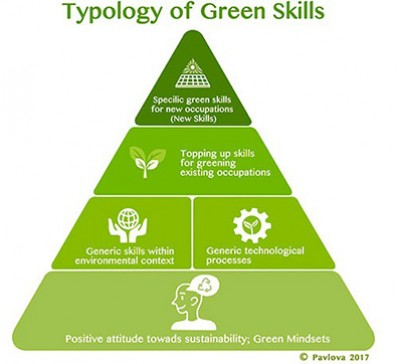 Typology of Green Skills
Specific green skills
for new occupations
(New Skills)
Topping up skills
for greening
existing occupations
Generic skills within
environmental context
Generic technological
processes
Positive attitude towards sustainability; Green Mindsets
© Pavlova 2017